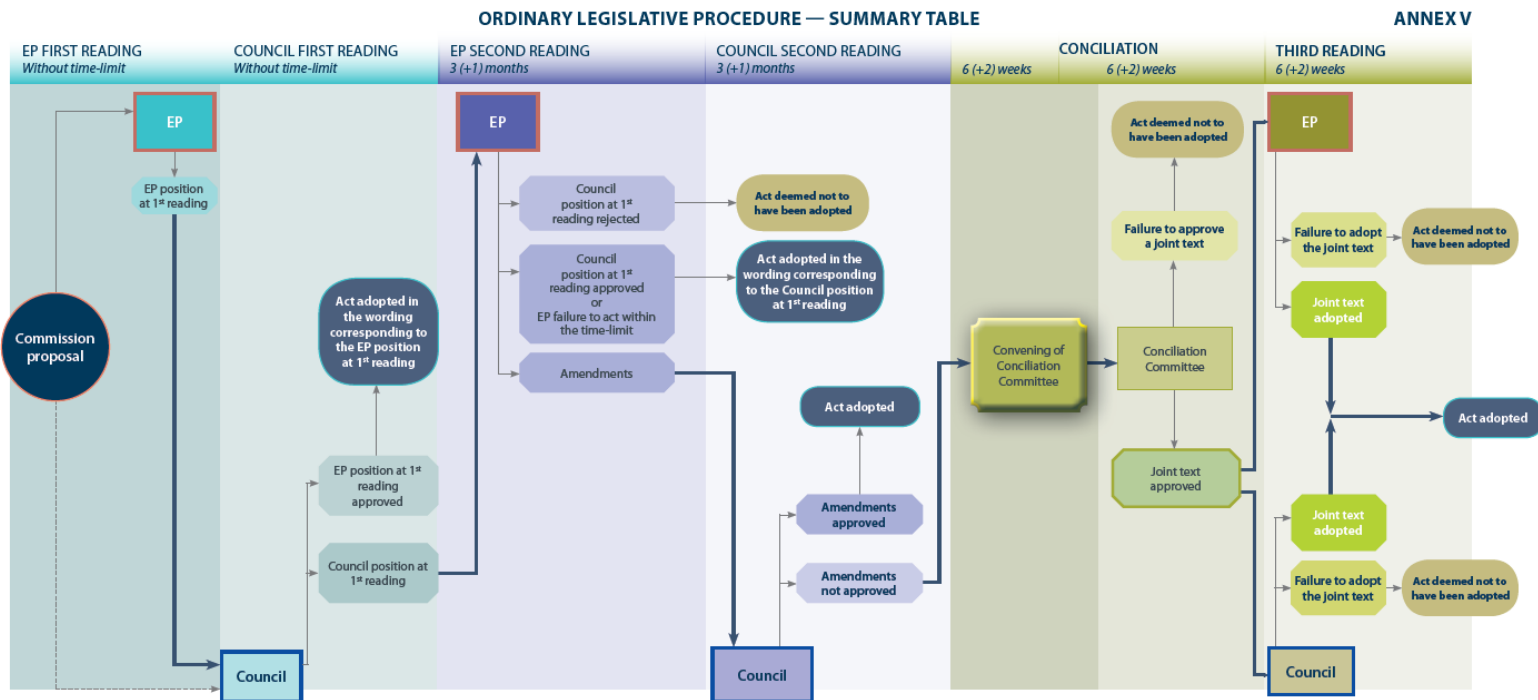 ORDINARY LEGISLATIVE PROCEDURE — SUMMARY TABLE
ANNEX V
EP FIRST READING
Without time-limit
COUNCIL FIRST READING
Without time-limit
EP SECOND READING
3 (+1) months
COUNCIL SECOND READING
3 (+1) months
CONCILIATION
6 (+2) weeks
6 (+2) weeks
THIRD READING
6 (+2) weeks
Commission
proposal
EP
EP position
at 1st reading
Act adopted in
the wording
corresponding to
the EP position
at 1st reading
EP position at 1st
reading
approved
Council position at
1st reading
Council
EP
Council
position at 1st
reading rejected
Council
position at 1st
reading approved
or
EP failure to act within
the time-limit
Amendments
Act deemed not to
have been adopted
Act adopted in the
wording corresponding
to the Council position
at 1st reading
Act adopted
Amendments
approved
Amendments
not approved
Council
Convening of
Conciliation
Committee
Act deemed not to
have been adopted
Failure to approve
a joint text
Conciliation
Committee
Joint text
approved
EP
Failure to adopt
the joint text
Act deemed not to
have been adopted
Joint text
adopted
Act adopted
Joint text
adopted
Failure to adopt
the joint text
Act deemed not to
have been adopted
Council